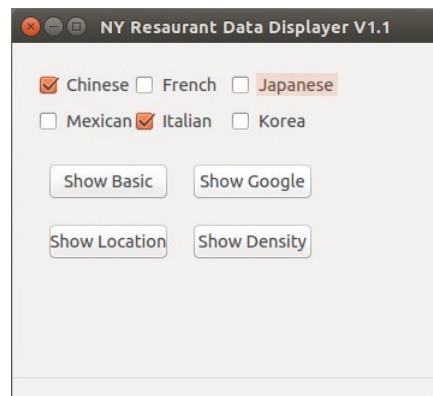 NY Resaurant Data Displayer V1.1
Chinese French Japanese
Mexican Italian Korea
Show Basic Show Google
Show Location Show Density